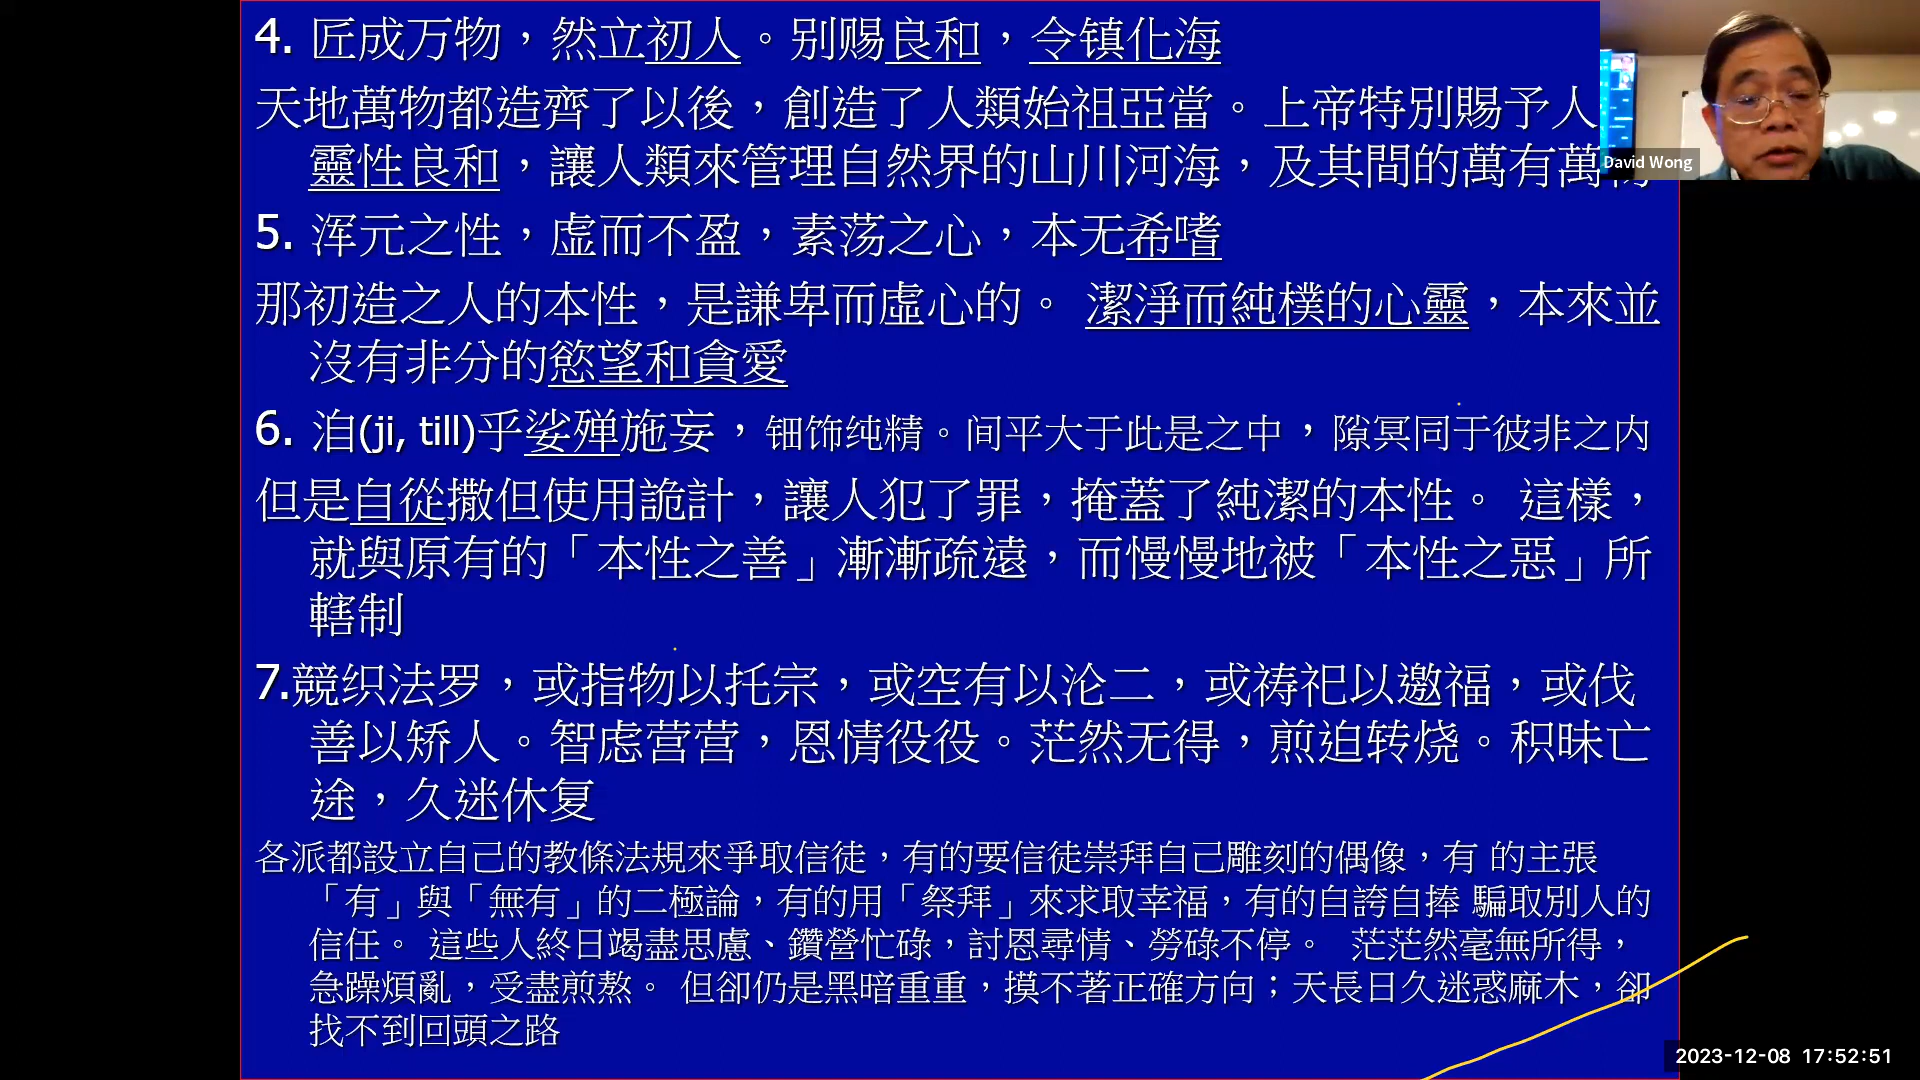 4. 匠成万物，然立初人。别赐良和，令镇化海
天地萬物都造齊了以後，創造了人類始祖亞當。上帝特別賜予人
靈性良和，讓人類來管理自然界的山川河海，及其間的萬有萬
David Wong
5. 浑元之性，虚而不盈，素荡之心，本无希嗜
那初造之人的本性，是謙卑而虛心的。 潔淨而純樸的心靈，本來並
沒有非分的慾望和貪愛
6. 洎(ji, till)乎娑殚施妄，钿饰纯精。间平大于此是之中，隙冥同于彼非之内
但是自從撒但使用詭計，讓人犯了罪，掩蓋了純潔的本性。 這樣，
就與原有的「本性之善」漸漸疏遠，而慢慢地被「本性之惡」所
轄制
7.競织法罗，或指物以托宗，或空有以沦二，或祷祀以邀福，或伐
善以矫人。智虑营营，恩情役役。茫然无得，煎迫转烧。积昧亡
途，久迷休复
各派都設立自己的教條法規來爭取信徒，有的要信徒崇拜自己雕刻的偶像，有 的主張
「有」與「無有」的二極論，有的用「祭拜」來求取幸福，有的自誇自捧 騙取別人的
信任。 這些人終日竭盡思慮、鑽營忙碌，討恩尋情、勞碌不停。 茫茫然毫無所得，
急躁煩亂，受盡煎熬。 但卻仍是黑暗重重，摸不著正確方向；天長日久迷惑麻木，卻
找不到回頭之路
2023-12-08 17:52:51